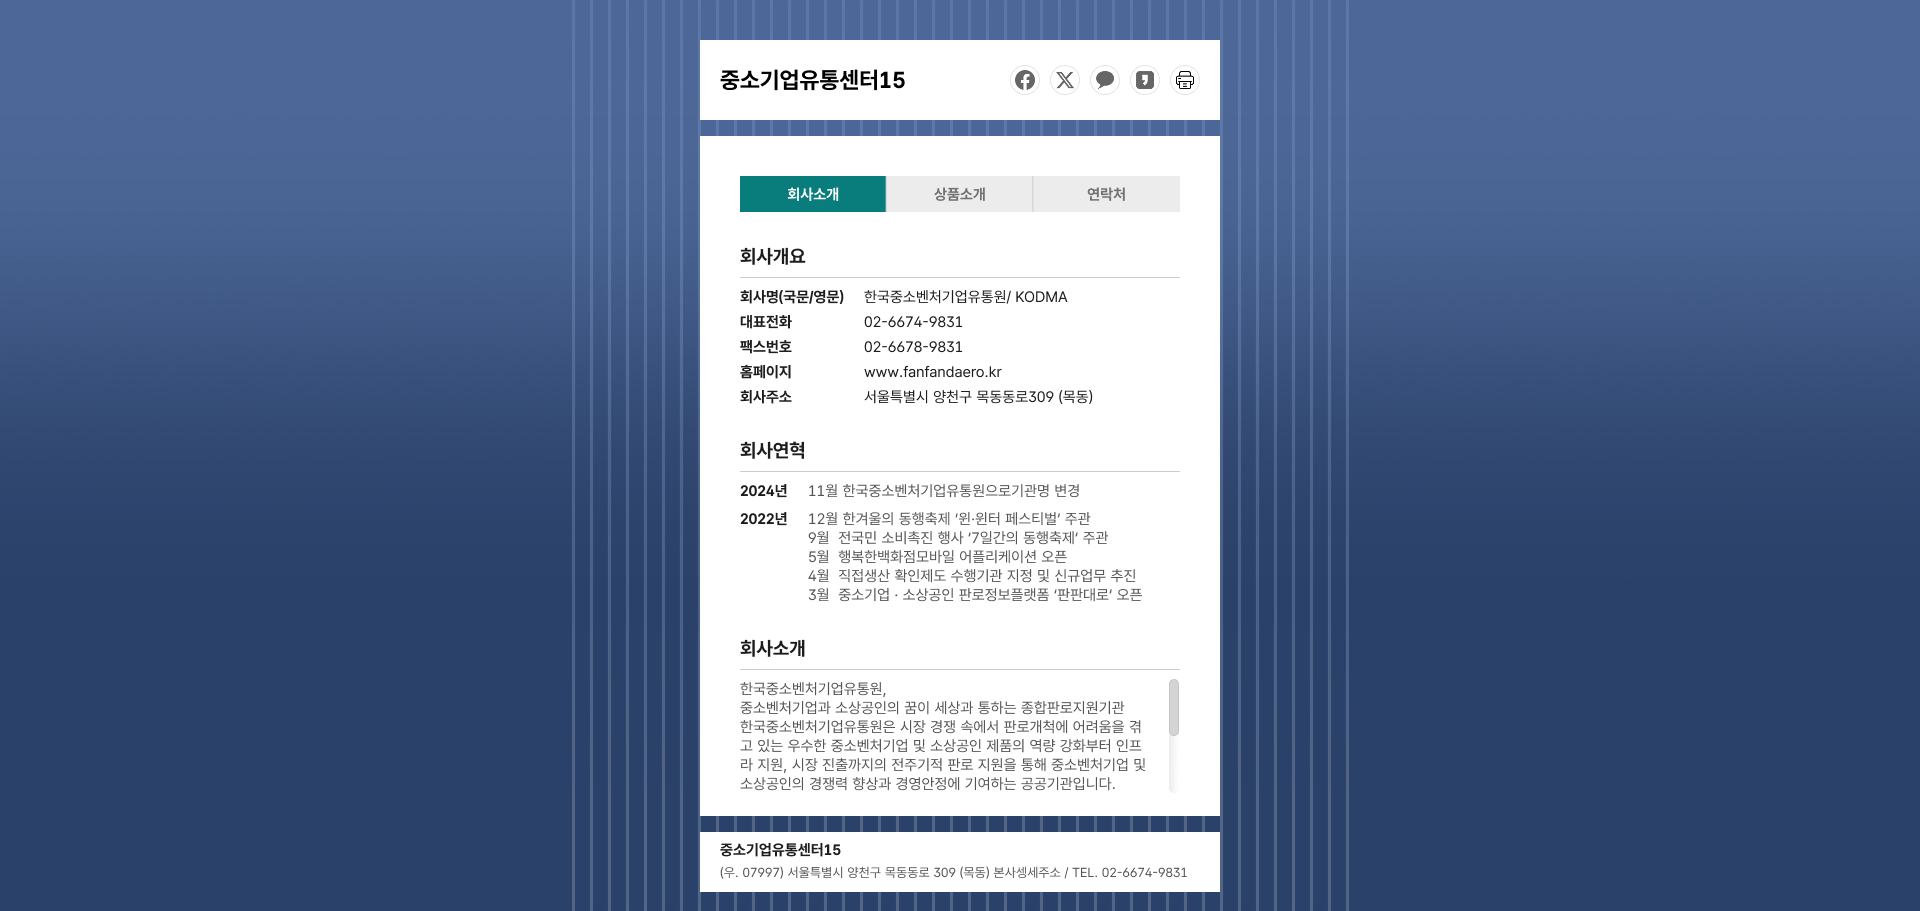 중소기업유통센터15
회사소개
상품소개
연락처
회사개요
회사명(국문/영문) 한국중소벤처기업유통원/ KODMA
대표전화 02-6674-9831
팩스번호 02-6678-9831
홈페이지 www.fanfandaero.kr
회사주소 서울특별시 양천구 목동동로309 (목동)
회사연혁
2024년 11월 한국중소벤처기업유통원으로기관명 변경
2022년 12월 한겨울의 동행축제 ‘윈·윈터 페스티벌’ 주관
9월 전국민 소비촉진 행사 ‘7일간의 동행축제’ 주관
5월 행복한백화점모바일 어플리케이션 오픈
4월 직접생산 확인제도 수행기관 지정 및 신규업무 추진
3월 중소기업 · 소상공인 판로정보플랫폼 ‘판판대로’ 오픈
회사소개
한국중소벤처기업유통원,
중소벤처기업과 소상공인의 꿈이 세상과 통하는 종합판로지원기관
한국중소벤처기업유통원은 시장 경쟁 속에서 판로개척에 어려움을 겪
고 있는 우수한 중소벤처기업 및 소상공인 제품의 역량 강화부터 인프
라 지원, 시장 진출까지의 전주기적 판로 지원을 통해 중소벤처기업 및
소상공인의 경쟁력 향상과 경영안정에 기여하는 공공기관입니다.
중소기업유통센터15
(우. 07997) 서울특별시 양천구 목동동로 309 (목동) 본사셍세주소 / TEL. 02-6674-9831